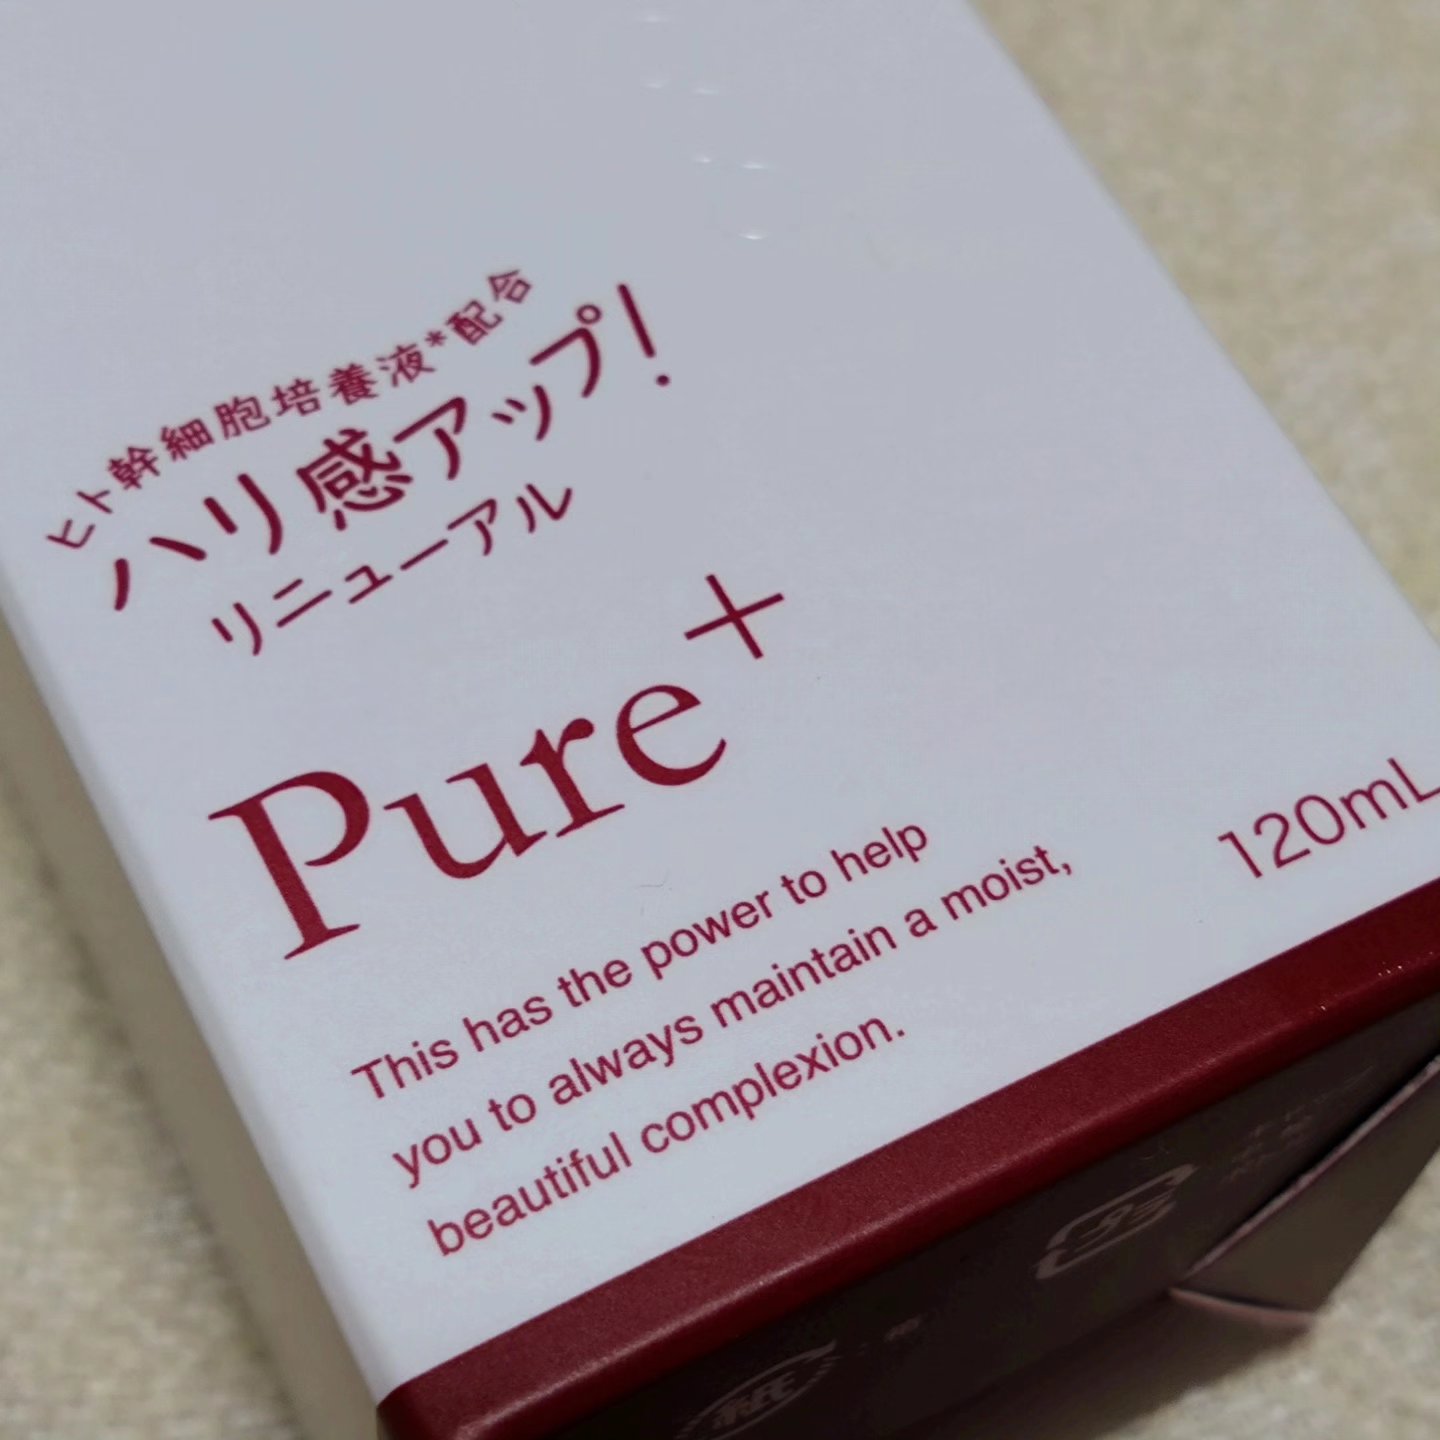 ヒト幹細胞培養液*配合
ハリ感アップ!
リニューアル
Pure+
This has the power to help
you to always maintain a moist,
beautiful complexion.
120mL